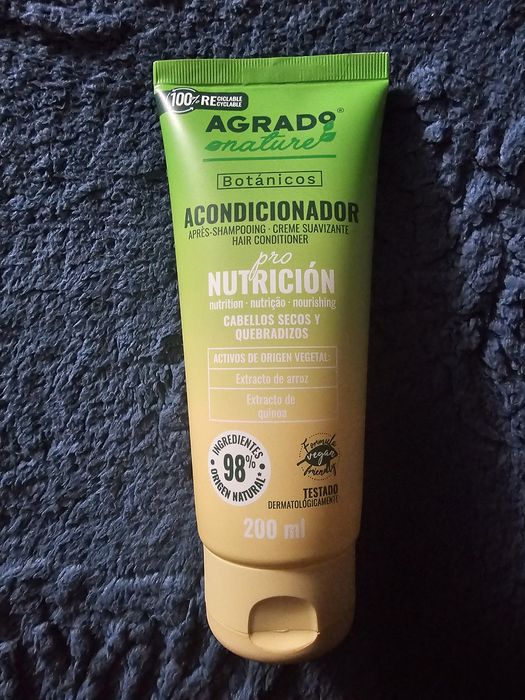 100% RECICLABLE
RECYCLABLE
AGRADO®
nature
Botánicos
ACONDICIONADOR
APRÈS-SHAMPOOING · CREME SUAVIZANTE
HAIR CONDITIONER
pro
NUTRICIÓN
nutrition · nutrição · nourishing
CABELLOS SECOS Y
QUEBRADIZOS
ACTIVOS DE ORIGEN VEGETAL:
Extracto de arroz
Extracto de
quinoa
INGREDIENTES
98%
ORIGEN NATURAL*
Formula
vegan
friendly
TESTADO
DERMATOLÓGICAMENTE
200 ml